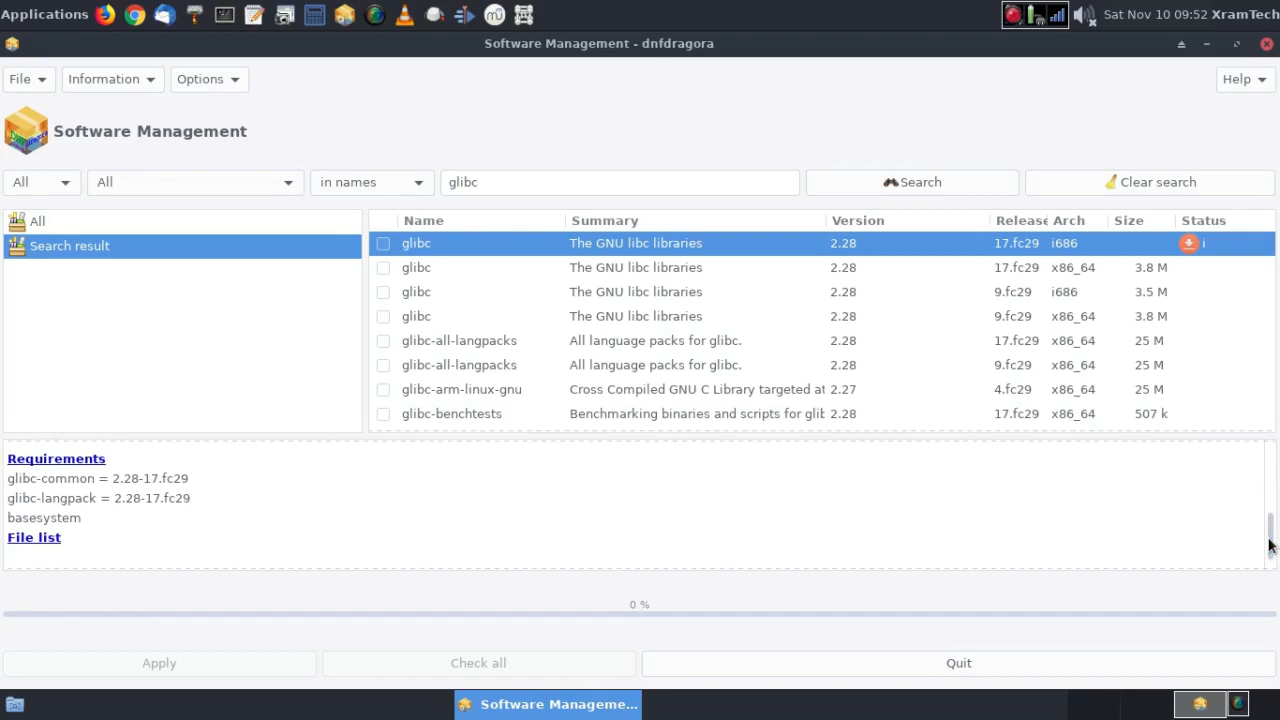 Applications Sat Nov 10 09:52 XramTech
Software Management - dnfdragora
File Information Options Help
Software Management
All All in names glibc Search Clear search
All
Search result
Name Summary Version Release Arch Size Status
glibc The GNU libc libraries 2.28 17.fc29 i686 i
glibc The GNU libc libraries 2.28 17.fc29 x86_64 3.8 M
glibc The GNU libc libraries 2.28 9.fc29 i686 3.5 M
glibc The GNU libc libraries 2.28 9.fc29 x86_64 3.8 M
glibc-all-langpacks All language packs for glibc. 2.28 17.fc29 x86_64 25 M
glibc-all-langpacks All language packs for glibc. 2.28 9.fc29 x86_64 25 M
glibc-arm-linux-gnu Cross Compiled GNU C Library targeted at 2.27 4.fc29 x86_64 25 M
glibc-benchtests Benchmarking binaries and scripts for glib 2.28 17.fc29 x86_64 507 k
Requirements
glibc-common = 2.28-17.fc29
glibc-langpack = 2.28-17.fc29
basesystem
File list
0 %
Apply Check all Quit
Software Manageme...